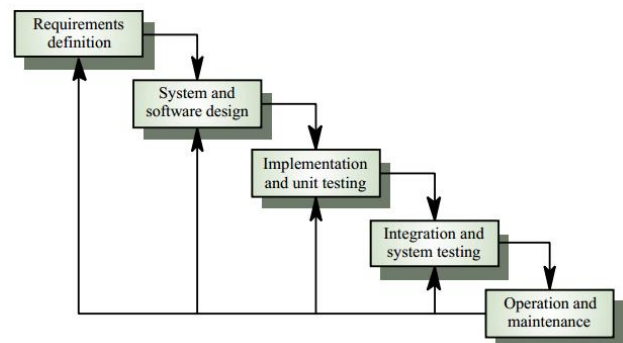 Requirements
definition
System and
software design
Implementation
and unit testing
Integration and
system testing
Operation and
maintenance